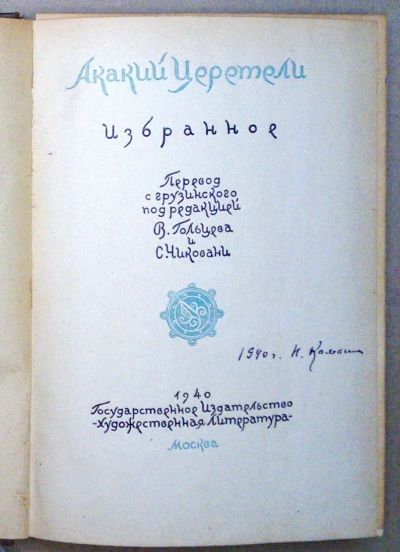 Акакий Церетели
Избранное
Перевод
с грузинского
под редакцией
В. Гольцева
и
С. Чиковани
1940 г. Н.
1940
Государственное Издательство
-Художественная Литература-
Москва